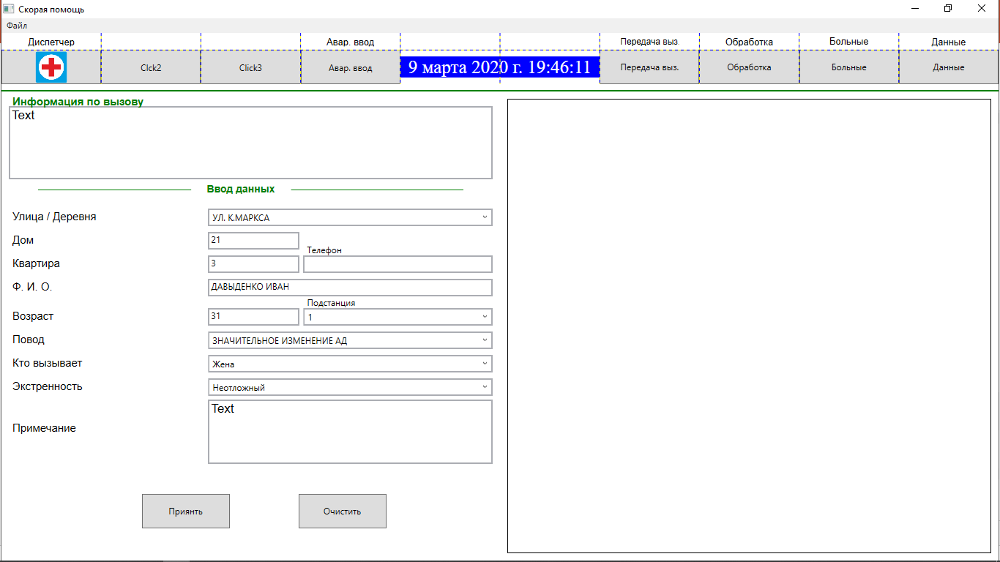 Скорая помощь
Файл
Диспетчер Авар. ввод Передача выз. Обработка Больные Данные
Clck2 Click3 Авар. ввод 9 марта 2020 г. 19:46:11 Передача выз. Обработка Больные Данные
Информация по вызову
Text
Ввод данных
Улица / Деревня УЛ. К.МАРКСА
Дом 21
Телефон
Квартира 3
Ф. И. О. ДАВЫДЕНКО ИВАН
Подстанция
Возраст 31 1
Повод ЗНАЧИТЕЛЬНОЕ ИЗМЕНЕНИЕ АД
Кто вызывает Жена
Экстренность Неотложный
Text
Примечание
Приянть Очистить